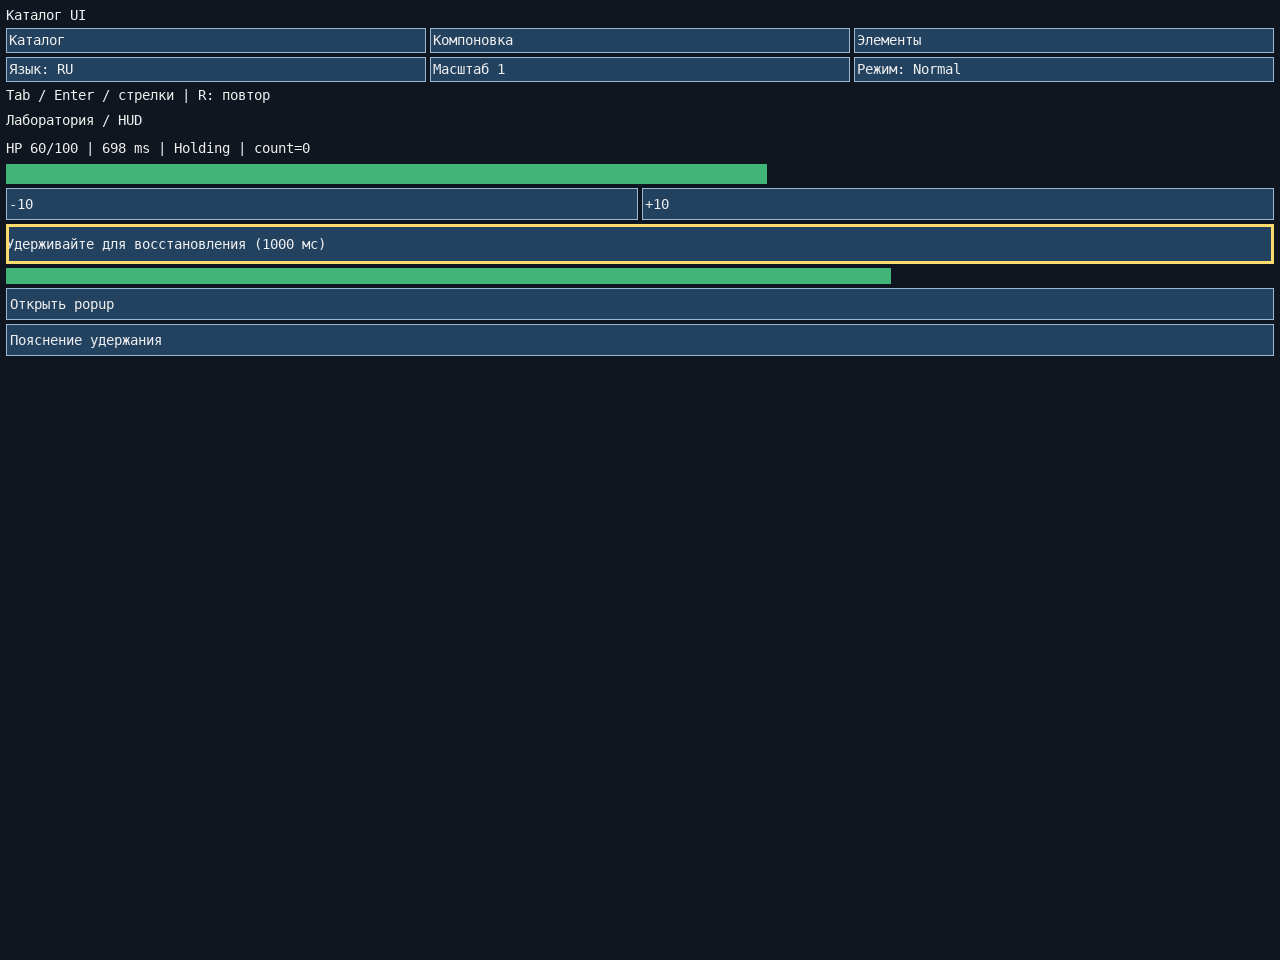 Каталог UI
Каталог
Компоновка
Элементы
Язык: RU
Масштаб 1
Режим: Normal
Tab / Enter / стрелки | R: повтор
Лаборатория / HUD
HP 60/100 | 698 ms | Holding | count=0
-10
+10
Удерживайте для восстановления (1000 мс)
Открыть popup
Пояснение удержания